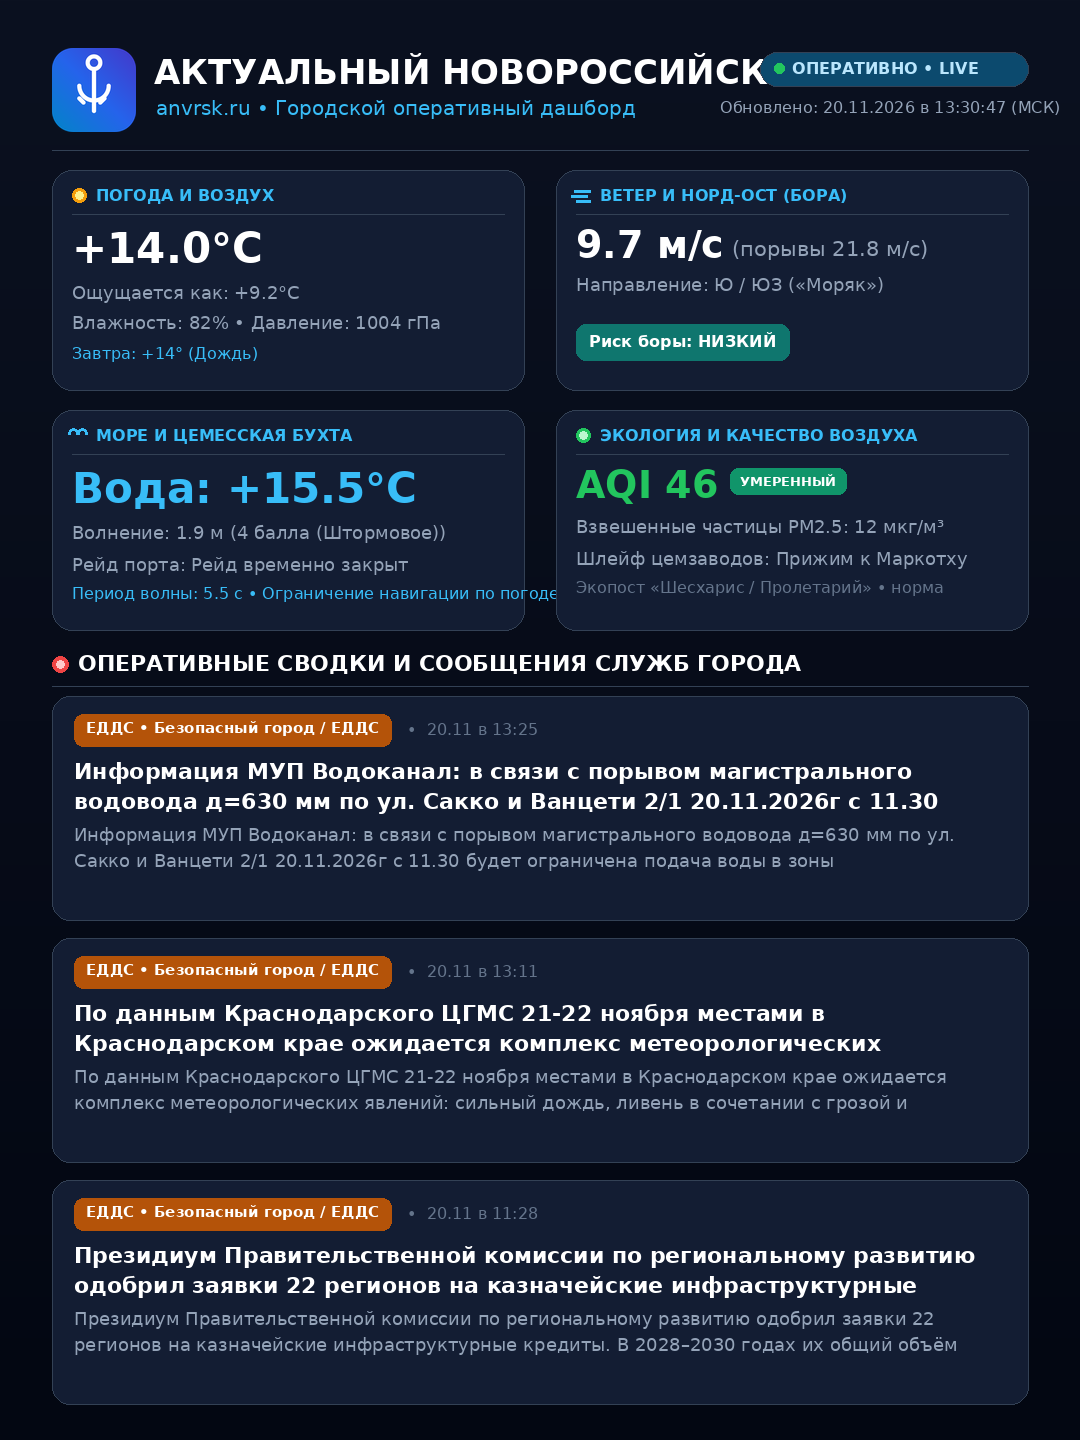 АКТУАЛЬНЫЙ НОВОРОССИЙСК
ОПЕРАТИВНО • LIVE
anvrsk.ru • Городской оперативный дашборд
Обновлено: 20.11.2026 в 13:30:47 (МСК)
ПОГОДА И ВОЗДУХ
+14.0°C
Ощущается как: +9.2°C
Влажность: 82% • Давление: 1004 гПа
Завтра: +14° (Дождь)
ВЕТЕР И НОРД-ОСТ (БОРА)
9.7 м/с (порывы 21.8 м/с)
Направление: Ю / ЮЗ («Моряк»)
Риск боры: НИЗКИЙ
МОРЕ И ЦЕМЕССКАЯ БУХТА
Вода: +15.5°C
Волнение: 1.9 м (4 балла (Штормовое))
Рейд порта: Рейд временно закрыт
Период волны: 5.5 с • Ограничение навигации по погоде
ЭКОЛОГИЯ И КАЧЕСТВО ВОЗДУХА
AQI 46 УМЕРЕННЫЙ
Взвешенные частицы PM2.5: 12 мкг/м³
Шлейф цемзаводов: Прижим к Маркотху
Экопост «Шесхарис / Пролетарий» • норма
ОПЕРАТИВНЫЕ СВОДКИ И СООБЩЕНИЯ СЛУЖБ ГОРОДА
ЕДДС • Безопасный город / ЕДДС • 20.11 в 13:25
Информация МУП Водоканал: в связи с порывом магистрального
водовода д=630 мм по ул. Сакко и Ванцети 2/1 20.11.2026г с 11.30
Информация МУП Водоканал: в связи с порывом магистрального водовода д=630 мм по ул.
Сакко и Ванцети 2/1 20.11.2026г с 11.30 будет ограничена подача воды в зоны
ЕДДС • Безопасный город / ЕДДС • 20.11 в 13:11
По данным Краснодарского ЦГМС 21-22 ноября местами в
Краснодарском крае ожидается комплекс метеорологических
По данным Краснодарского ЦГМС 21-22 ноября местами в Краснодарском крае ожидается
комплекс метеорологических явлений: сильный дождь, ливень в сочетании с грозой и
ЕДДС • Безопасный город / ЕДДС • 20.11 в 11:28
Президиум Правительственной комиссии по региональному развитию
одобрил заявки 22 регионов на казначейские инфраструктурные
Президиум Правительственной комиссии по региональному развитию одобрил заявки 22
регионов на казначейские инфраструктурные кредиты. В 2028–2030 годах их общий объём